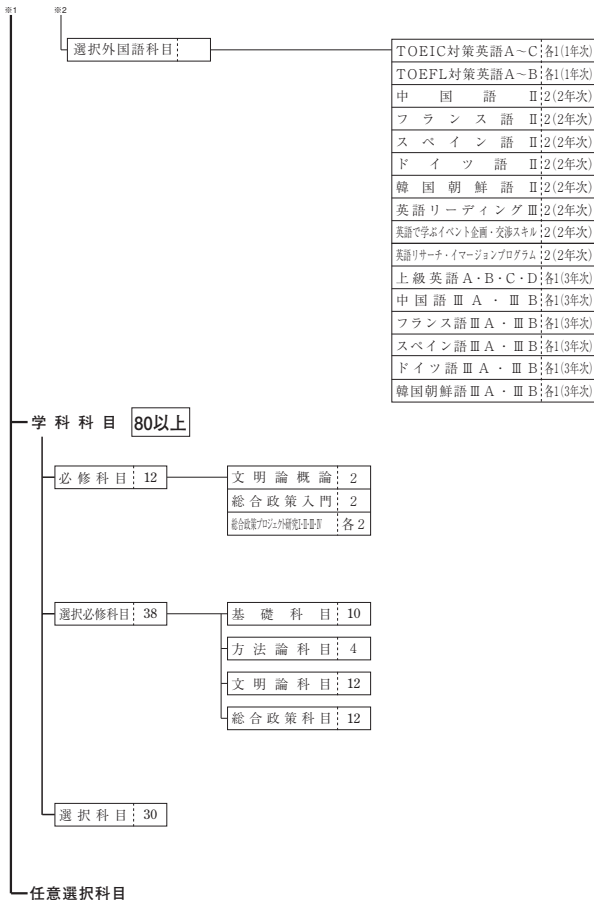 ※1 ※2
選択外国語科目
TOEIC対策英語A～C 各1(1年次)
TOEFL対策英語A～B 各1(1年次)
中国語Ⅱ 2(2年次)
フランス語Ⅱ 2(2年次)
スペイン語Ⅱ 2(2年次)
ドイツ語Ⅱ 2(2年次)
韓国朝鮮語Ⅱ 2(2年次)
英語リーディングⅢ 2(2年次)
英語で学ぶイベント企画・交渉スキル 2(2年次)
英語リサーチ・イマージョンプログラム 2(2年次)
上級英語A・B・C・D 各1(3年次)
中国語ⅢA・ⅢB 各1(3年次)
フランス語ⅢA・ⅢB 各1(3年次)
スペイン語ⅢA・ⅢB 各1(3年次)
ドイツ語ⅢA・ⅢB 各1(3年次)
韓国朝鮮語ⅢA・ⅢB 各1(3年次)
学科科目 80以上
必修科目 12
文明論概論 2
総合政策入門 2
総合政策プロジェクト研究Ⅰ・Ⅱ・Ⅲ・Ⅳ 各2
選択必修科目 38
基礎科目 10
方法論科目 4
文明論科目 12
総合政策科目 12
選択科目 30
任意選択科目